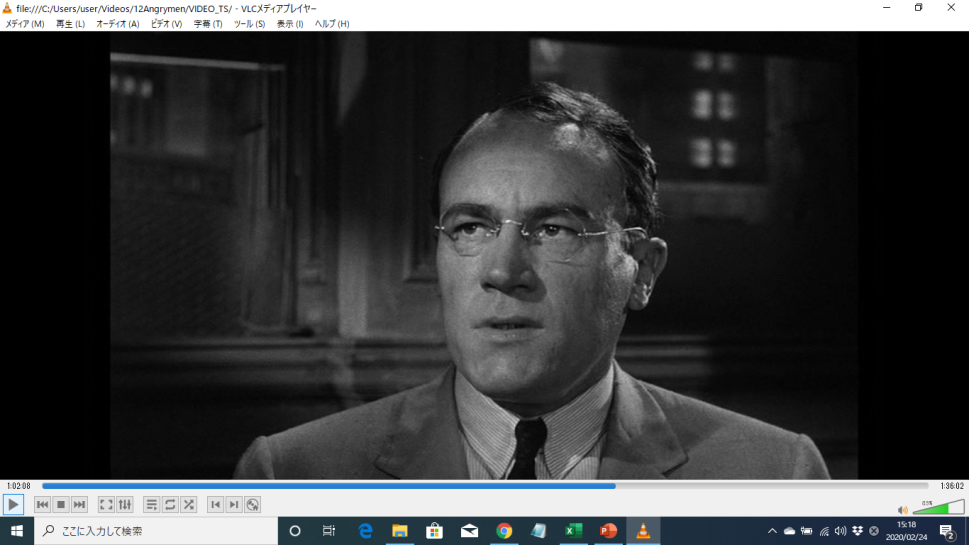 file:///C:/Users/user/Videos/12Angrymen/VIDEO_TS/ - VLCメディアプレイヤー
メディア(M) 再生(L) オーディオ(A) ビデオ(V) 字幕(T) ツール(S) 表示(I) ヘルプ(H)
1:02:08 1:36:02
ここに入力して検索
15:18
2020/02/24
2